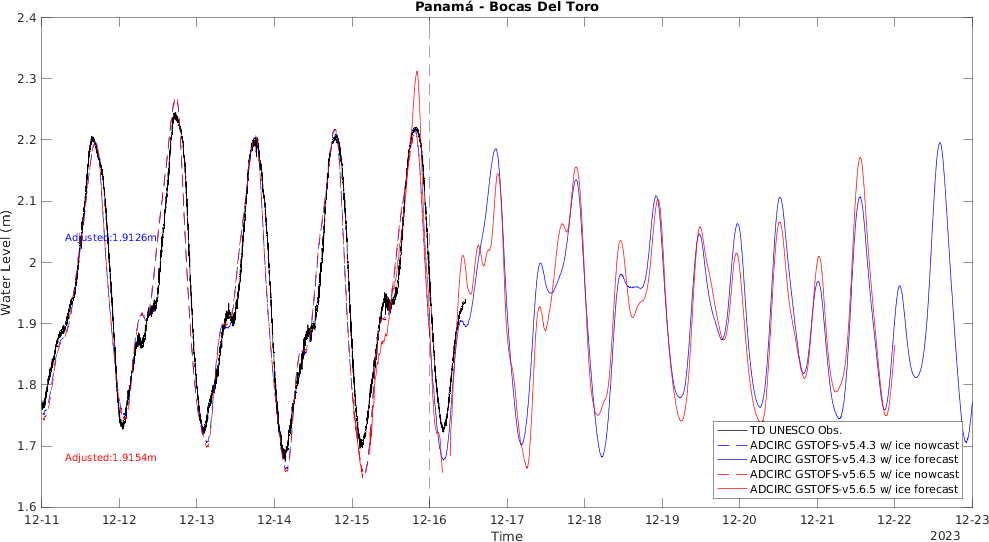 Panamá - Bocas Del Toro
2.4
2.3
2.2
2.1
2
1.9
1.8
1.7
1.6
Water Level (m)
Adjusted:1.9126m
Adjusted:1.9154m
TD UNESCO Obs.
ADCIRC GSTOFS-v5.4.3 w/ ice nowcast
ADCIRC GSTOFS-v5.4.3 w/ ice forecast
ADCIRC GSTOFS-v5.6.5 w/ ice nowcast
ADCIRC GSTOFS-v5.6.5 w/ ice forecast
12-11 12-12 12-13 12-14 12-15 12-16 12-17 12-18 12-19 12-20 12-21 12-22 12-23
Time
2023